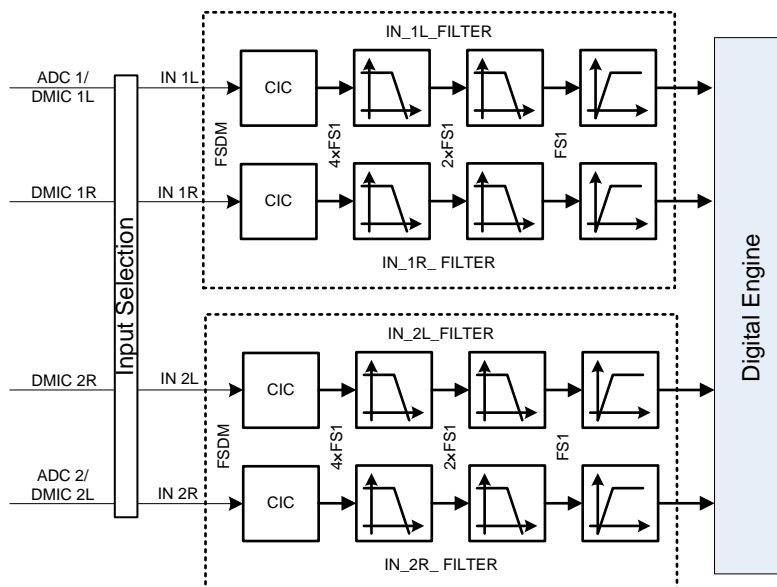 IN_1L_FILTER
ADC 1/
DMIC 1L
IN 1L
CIC
FSDM
4xFS1
2xFS1
FS1
DMIC 1R
IN 1R
CIC
IN_1R_ FILTER
Input Selection
Digital Engine
IN_2L_FILTER
DMIC 2R
IN 2L
CIC
FSDM
4xFS1
2xFS1
FS1
ADC 2/
DMIC 2L
IN 2R
CIC
IN_2R_ FILTER